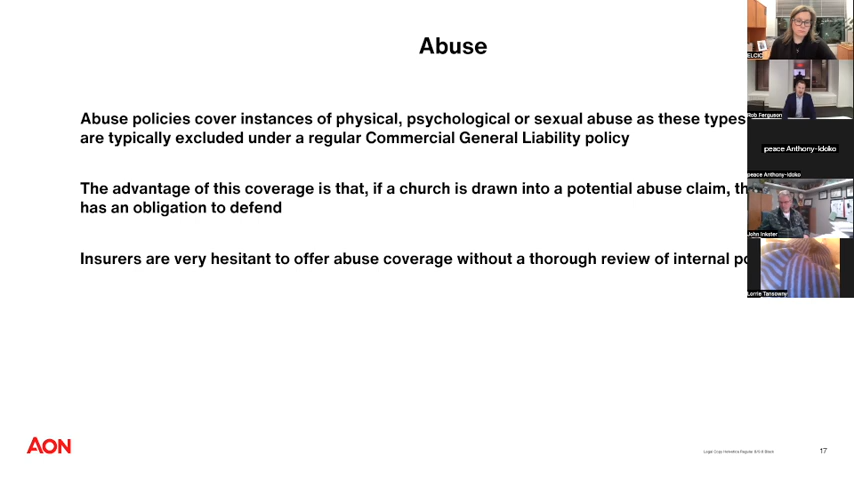 Abuse
Abuse policies cover instances of physical, psychological or sexual abuse as these types
are typically excluded under a regular Commercial General Liability policy
The advantage of this coverage is that, if a church is drawn into a potential abuse claim, th
has an obligation to defend
Insurers are very hesitant to offer abuse coverage without a thorough review of internal po
ELCIC
Rob Ferguson
peace Anthony-Idoko
peace Anthony-Idoko
John Inkster
Lorrie Tansowny
AON
17